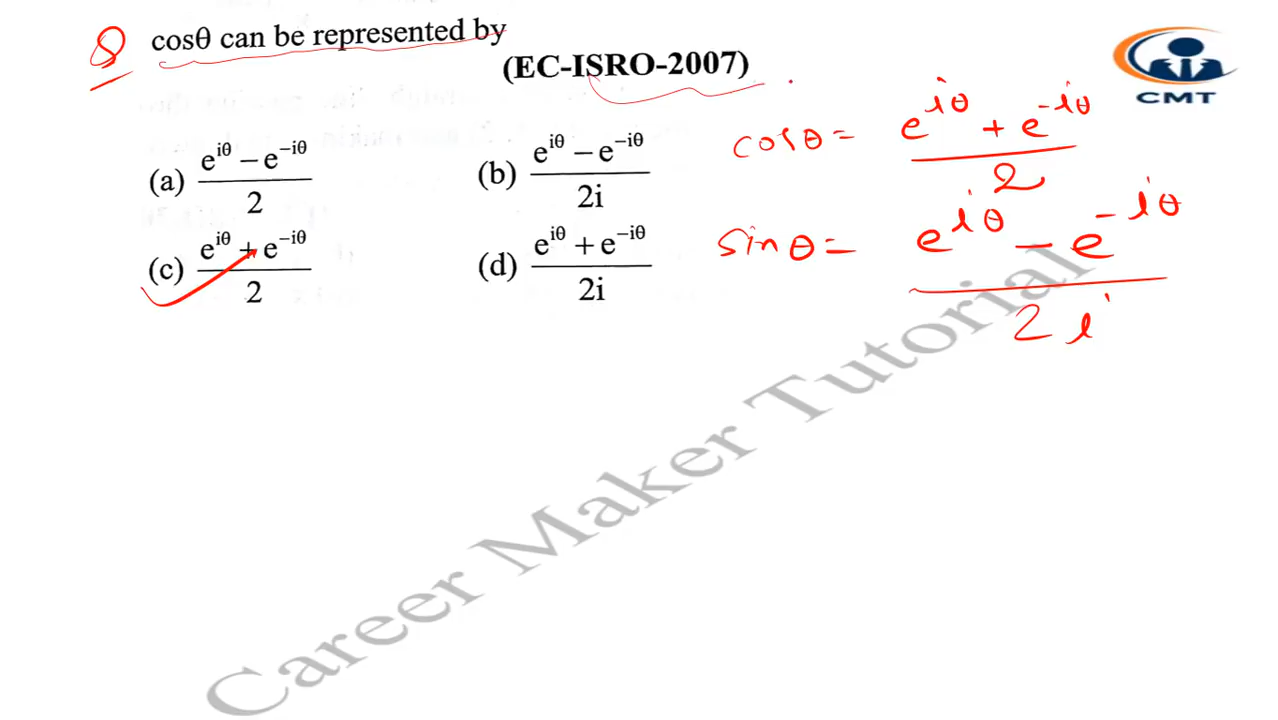 Q cosθ can be represented by
(EC-ISRO-2007)
CMT
(a) (e^{iθ} − e^{−iθ})/2
(b) (e^{iθ} − e^{−iθ})/2i
(c) (e^{iθ} + e^{−iθ})/2
(d) (e^{iθ} + e^{−iθ})/2i
cosθ = (e^{iθ} + e^{−iθ})/2
sinθ = (e^{iθ} − e^{−iθ})/2i
Career Maker Tutorial